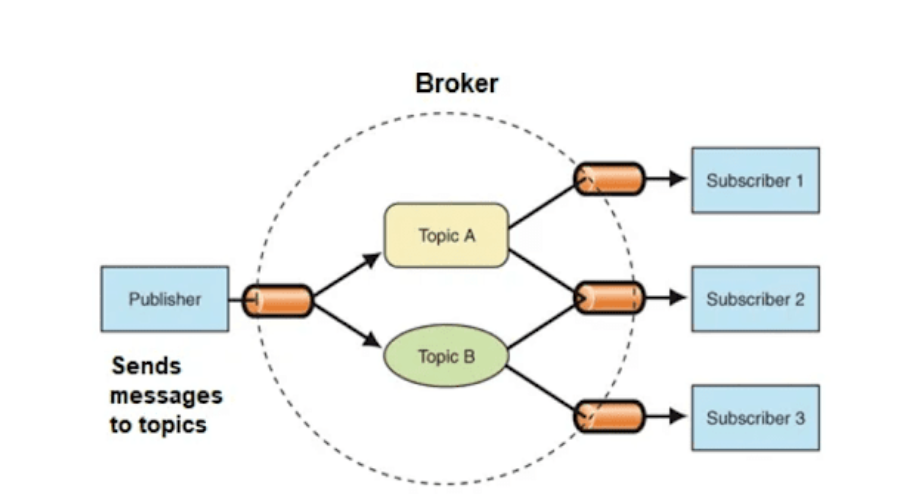 Broker
Subscriber 1
Topic A
Publisher
Subscriber 2
Topic B
Sends
messages
to topics
Subscriber 3